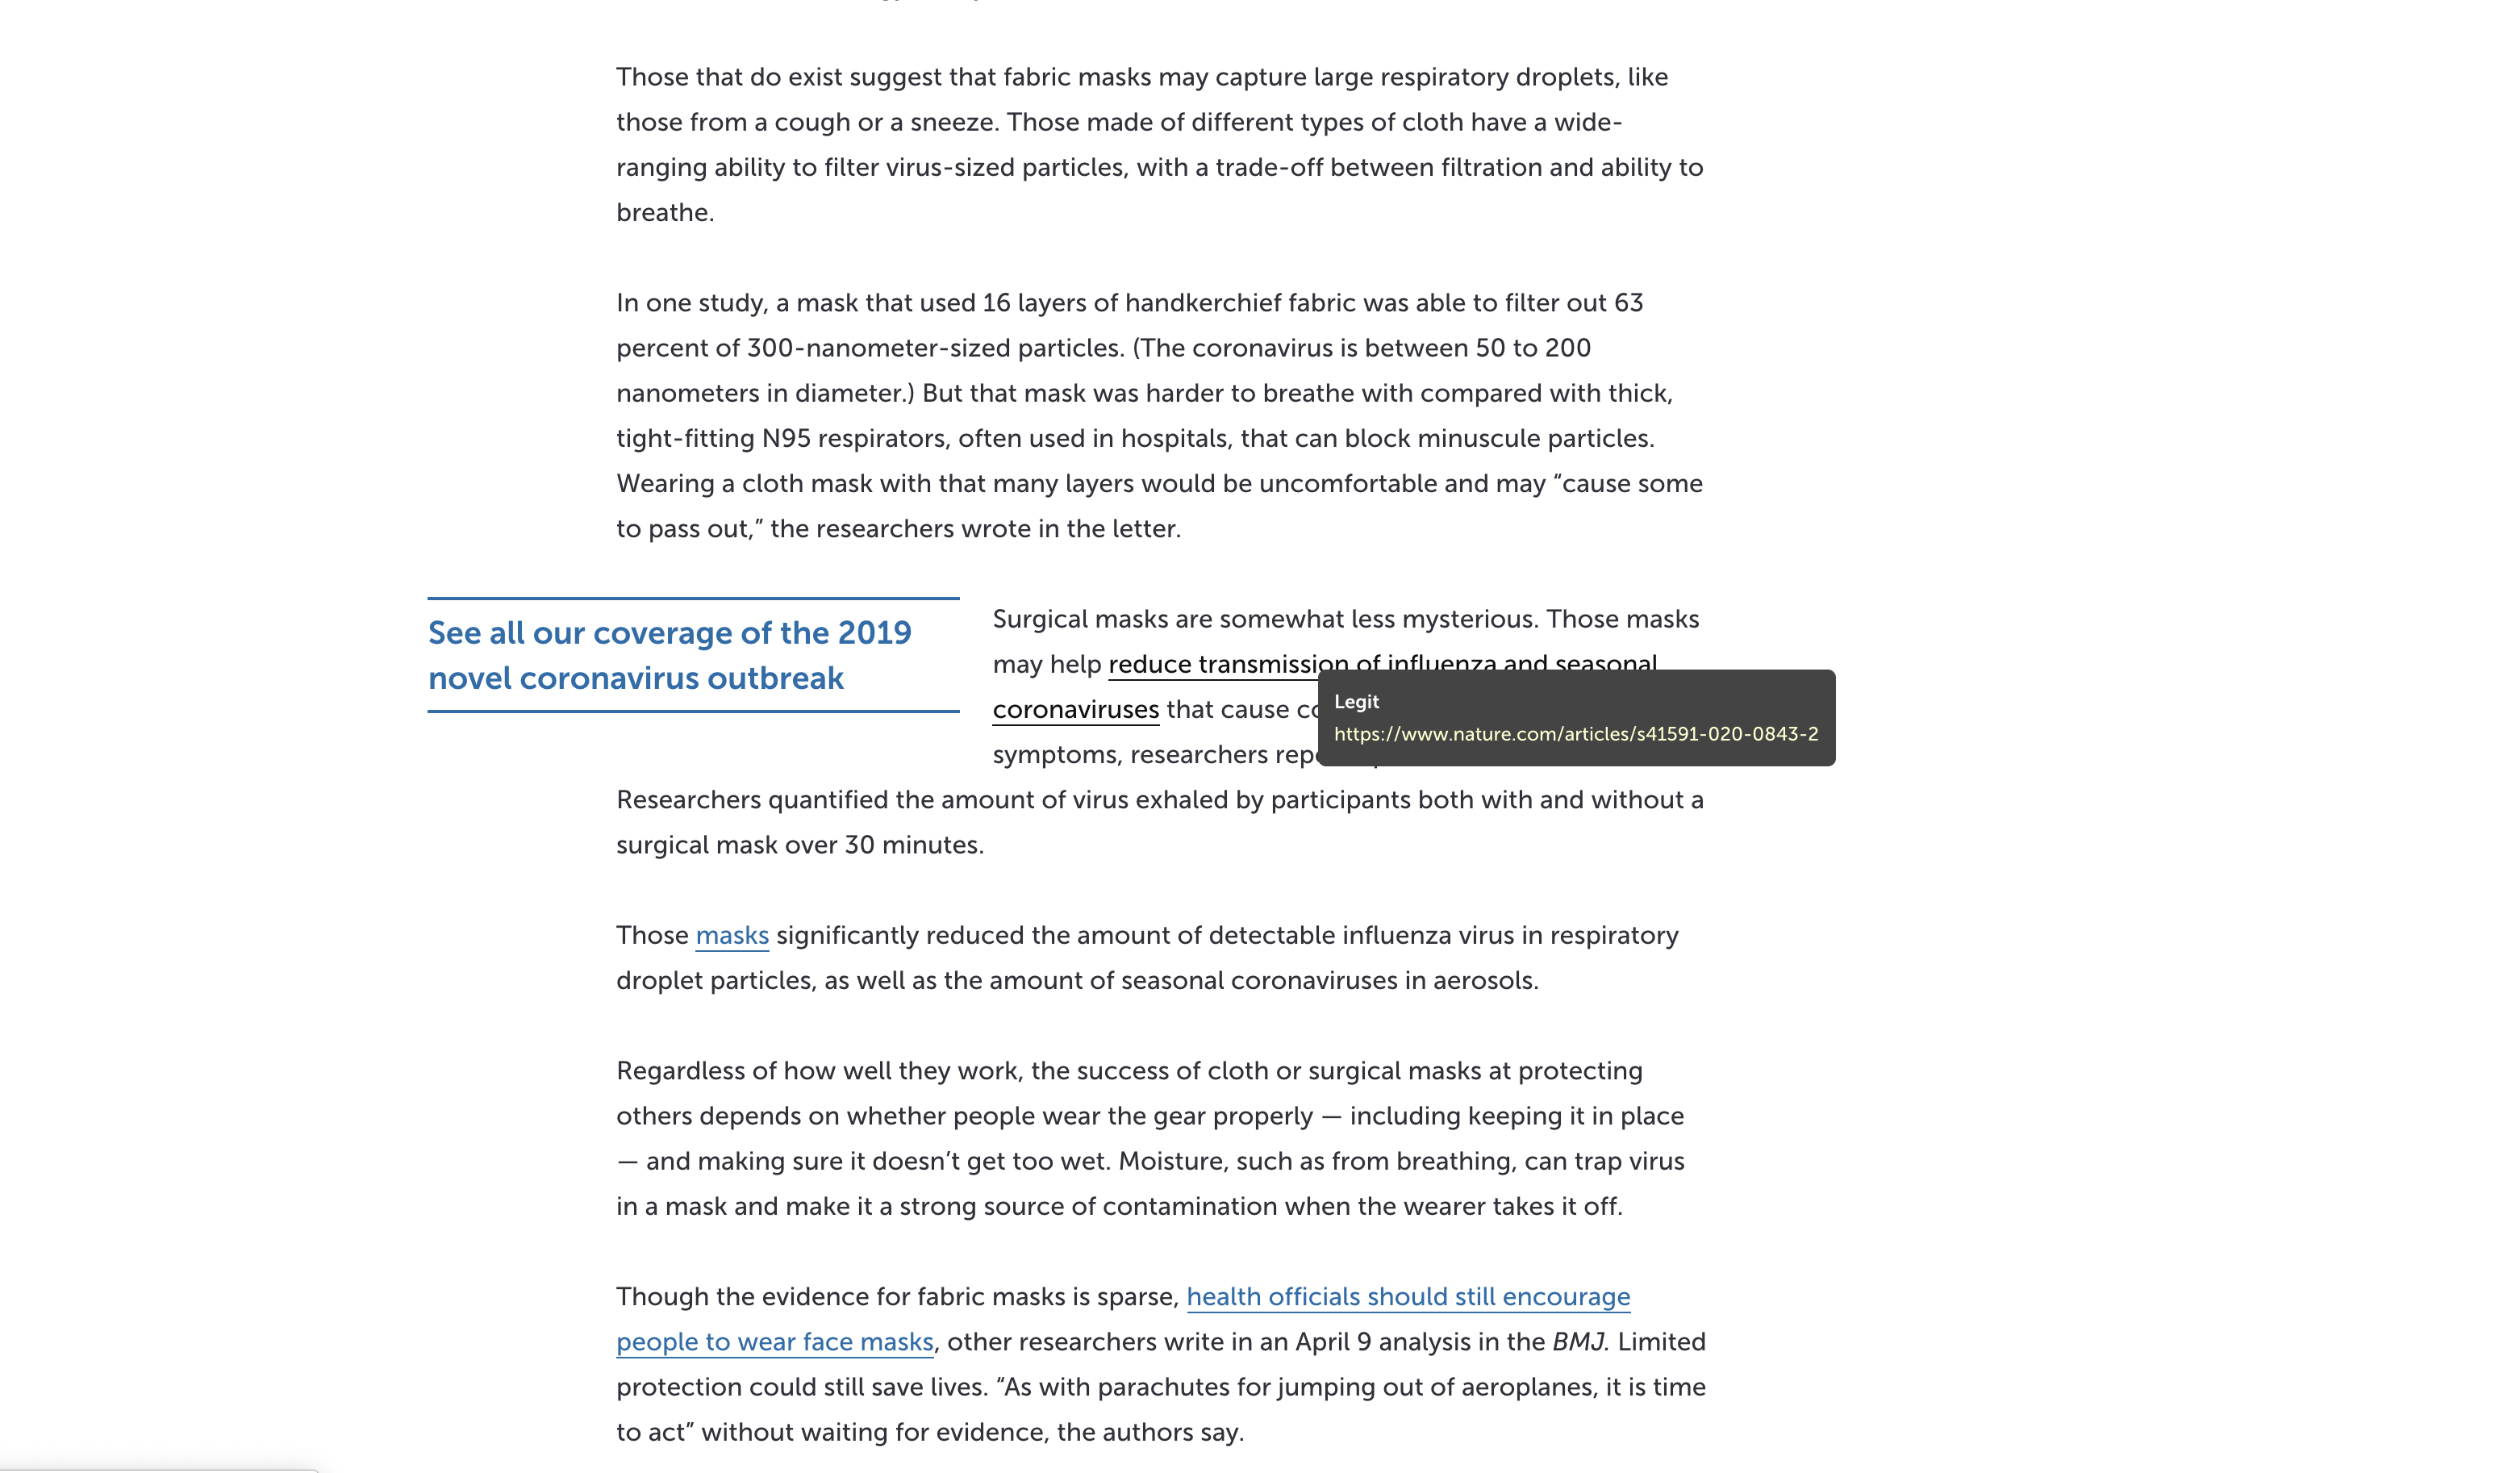 Those that do exist suggest that fabric masks may capture large respiratory droplets, like
those from a cough or a sneeze. Those made of different types of cloth have a wide-
ranging ability to filter virus-sized particles, with a trade-off between filtration and ability to
breathe.
In one study, a mask that used 16 layers of handkerchief fabric was able to filter out 63
percent of 300-nanometer-sized particles. (The coronavirus is between 50 to 200
nanometers in diameter.) But that mask was harder to breathe with compared with thick,
tight-fitting N95 respirators, often used in hospitals, that can block minuscule particles.
Wearing a cloth mask with that many layers would be uncomfortable and may “cause some
to pass out,” the researchers wrote in the letter.
See all our coverage of the 2019
novel coronavirus outbreak
Surgical masks are somewhat less mysterious. Those masks
may help reduce transmission of influenza and seasonal
coronaviruses that cause
symptoms, researchers
Legit
https://www.nature.com/articles/s41591-020-0843-2
Researchers quantified the amount of virus exhaled by participants both with and without a
surgical mask over 30 minutes.
Those masks significantly reduced the amount of detectable influenza virus in respiratory
droplet particles, as well as the amount of seasonal coronaviruses in aerosols.
Regardless of how well they work, the success of cloth or surgical masks at protecting
others depends on whether people wear the gear properly — including keeping it in place
— and making sure it doesn’t get too wet. Moisture, such as from breathing, can trap virus
in a mask and make it a strong source of contamination when the wearer takes it off.
Though the evidence for fabric masks is sparse, health officials should still encourage
people to wear face masks, other researchers write in an April 9 analysis in the BMJ. Limited
protection could still save lives. “As with parachutes for jumping out of aeroplanes, it is time
to act” without waiting for evidence, the authors say.